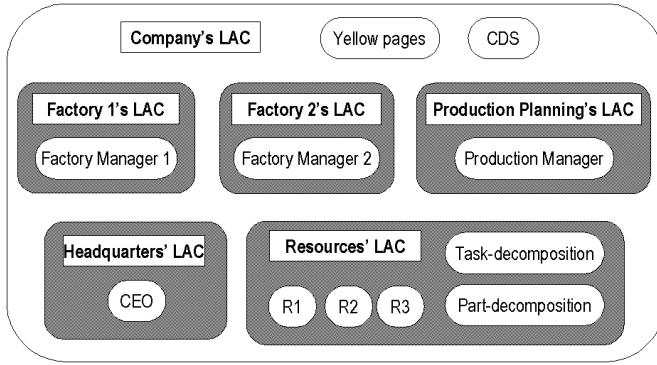 Company's LAC
Yellow pages
CDS
Factory 1's LAC
Factory Manager 1
Factory 2's LAC
Factory Manager 2
Production Planning's LAC
Production Manager
Headquarters' LAC
CEO
Resources' LAC
R1
R2
R3
Task-decomposition
Part-decomposition